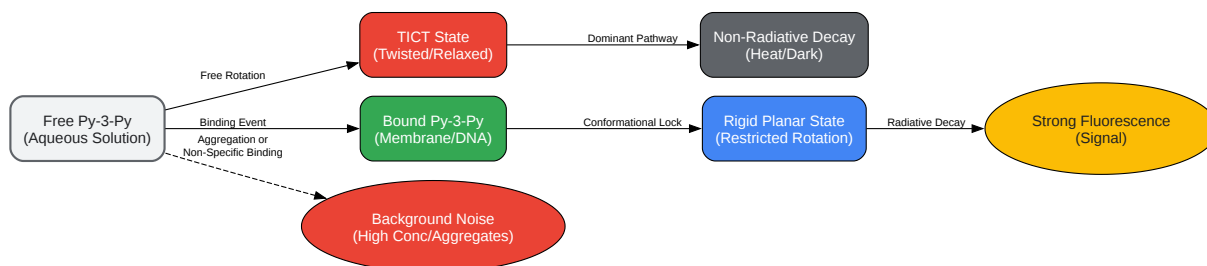 TICT State
(Twisted/Relaxed)
Dominant Pathway
Non-Radiative Decay
(Heat/Dark)
Free Rotation
Free Py-3-Py
(Aqueous Solution)
Binding Event
Bound Py-3-Py
(Membrane/DNA)
Conformational Lock
Rigid Planar State
(Restricted Rotation)
Radiative Decay
Strong Fluorescence
(Signal)
Aggregation or
Non-Specific Binding
Background Noise
(High Conc/Aggregates)